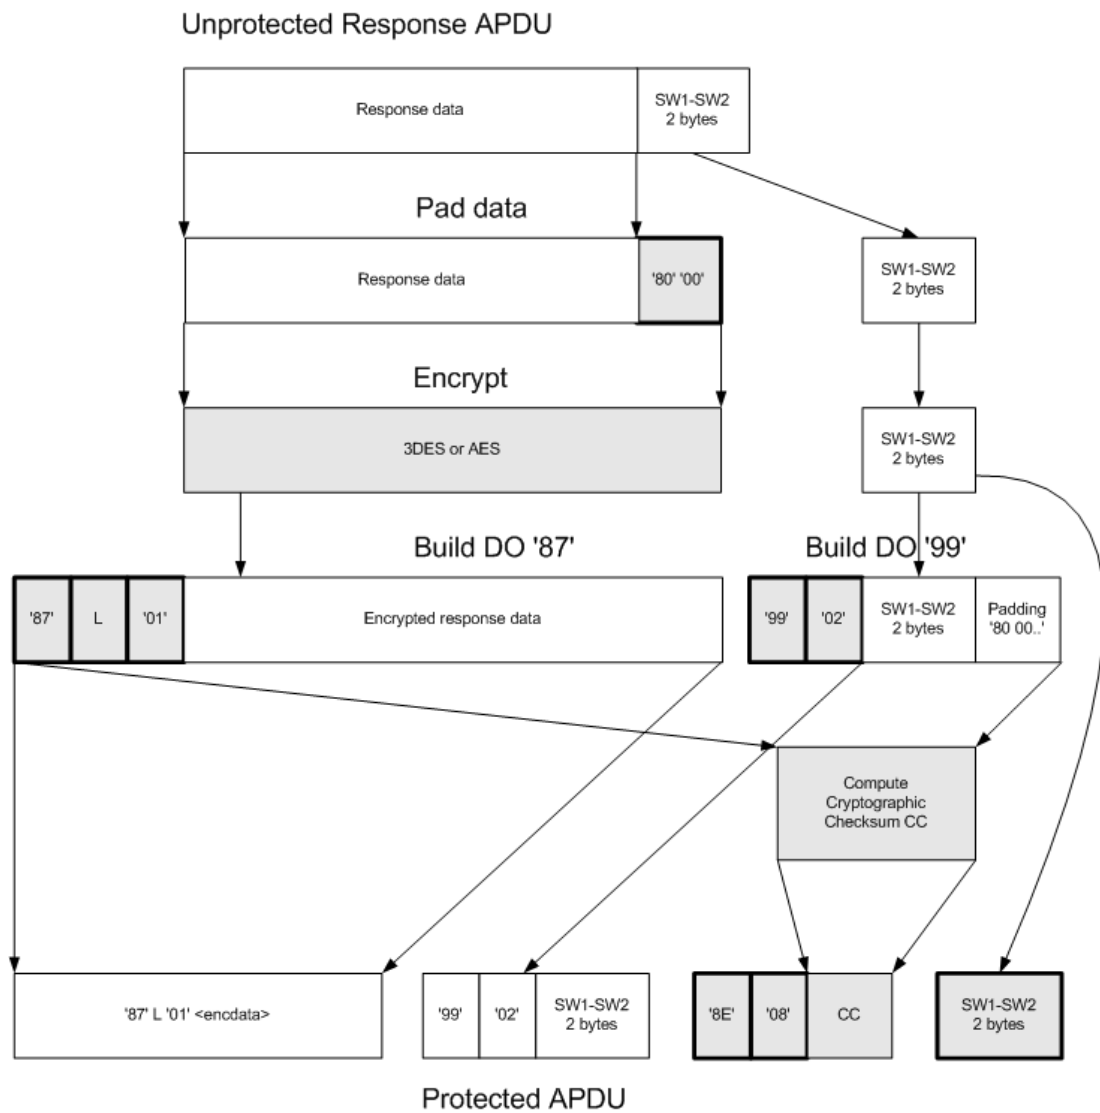 Unprotected Response APDU
Response data
SW1-SW2
2 bytes
Pad data
Response data
'80' '00'
SW1-SW2
2 bytes
Encrypt
3DES or AES
SW1-SW2
2 bytes
Build DO '87'
Build DO '99'
'87'
L
'01'
Encrypted response data
'99'
'02'
SW1-SW2
2 bytes
Padding
'80 00..'
Compute
Cryptographic
Checksum CC
'87' L '01' <encdata>
'99'
'02'
SW1-SW2
2 bytes
'8E'
'08'
CC
SW1-SW2
2 bytes
Protected APDU